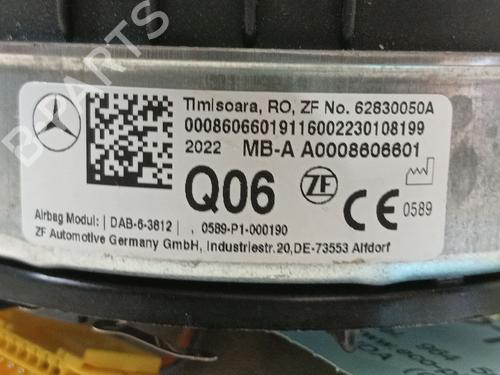 B-PARTS
Timisoara, RO, ZF No. 62830050A
00086066019116002230108199
2022 MB-A A0008606601
Q06 ZF CE 0589
Airbag Modul: | DAB-6-3812 | , 0589-P1-000190
ZF Automotive Germany GmbH, Industriestr.20,DE-73553 Alfdorf